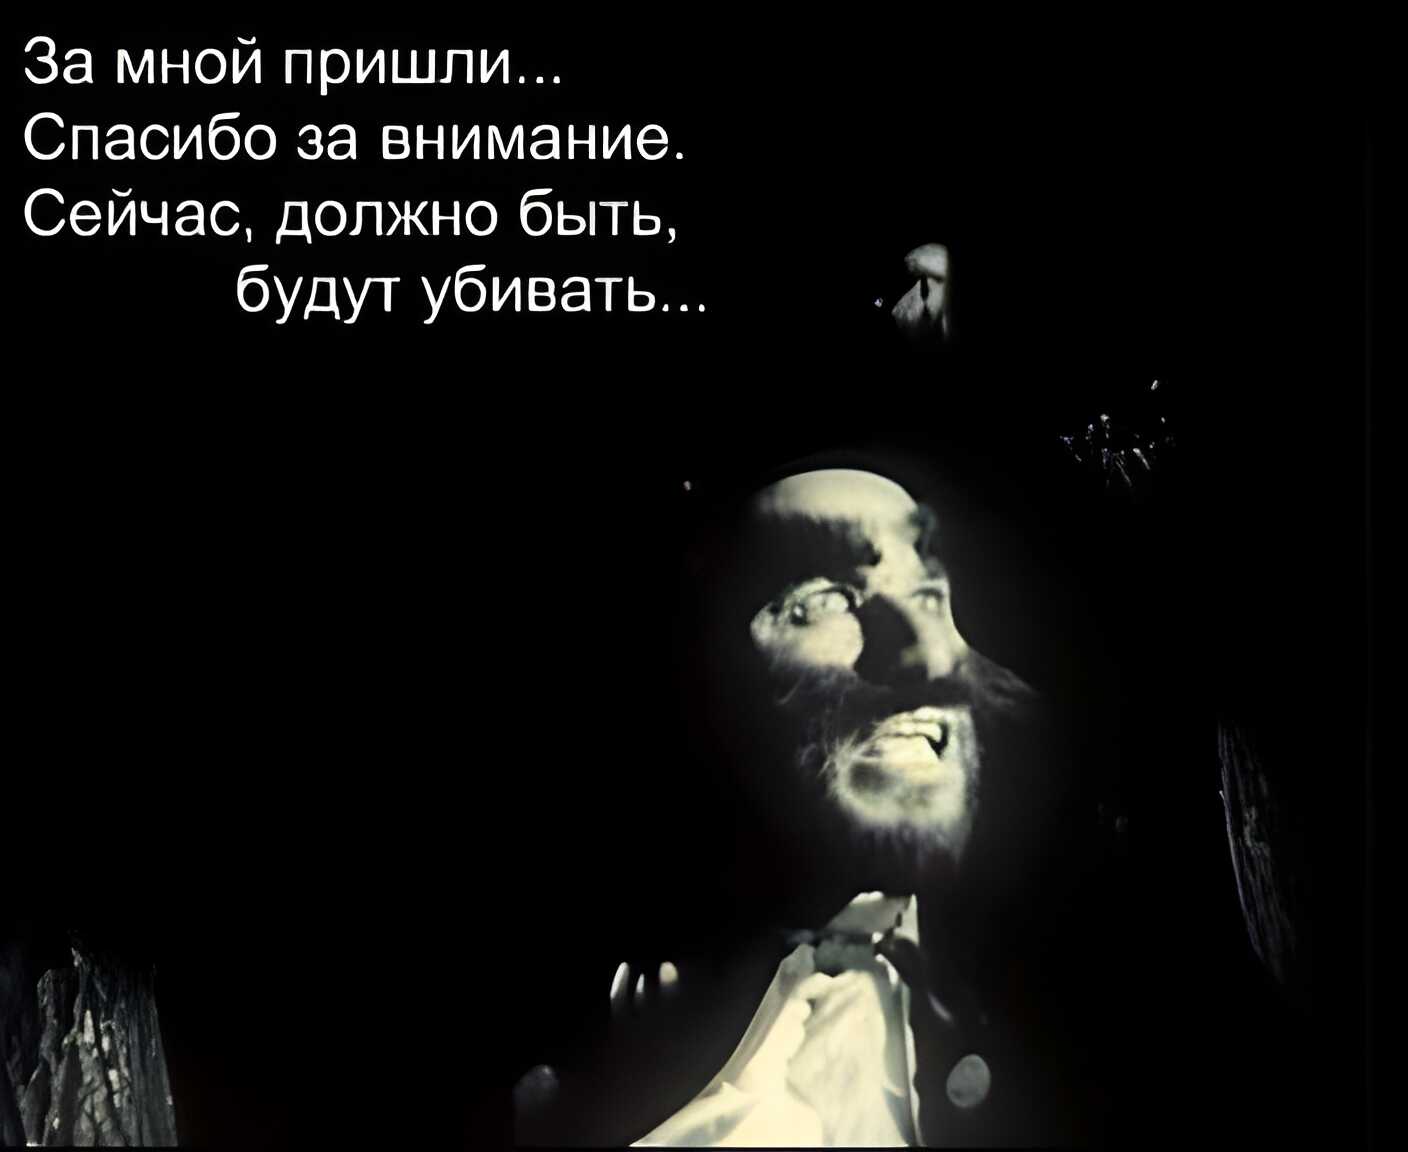 За мной пришли...
Спасибо за внимание.
Сейчас, должно быть,
будут убивать...